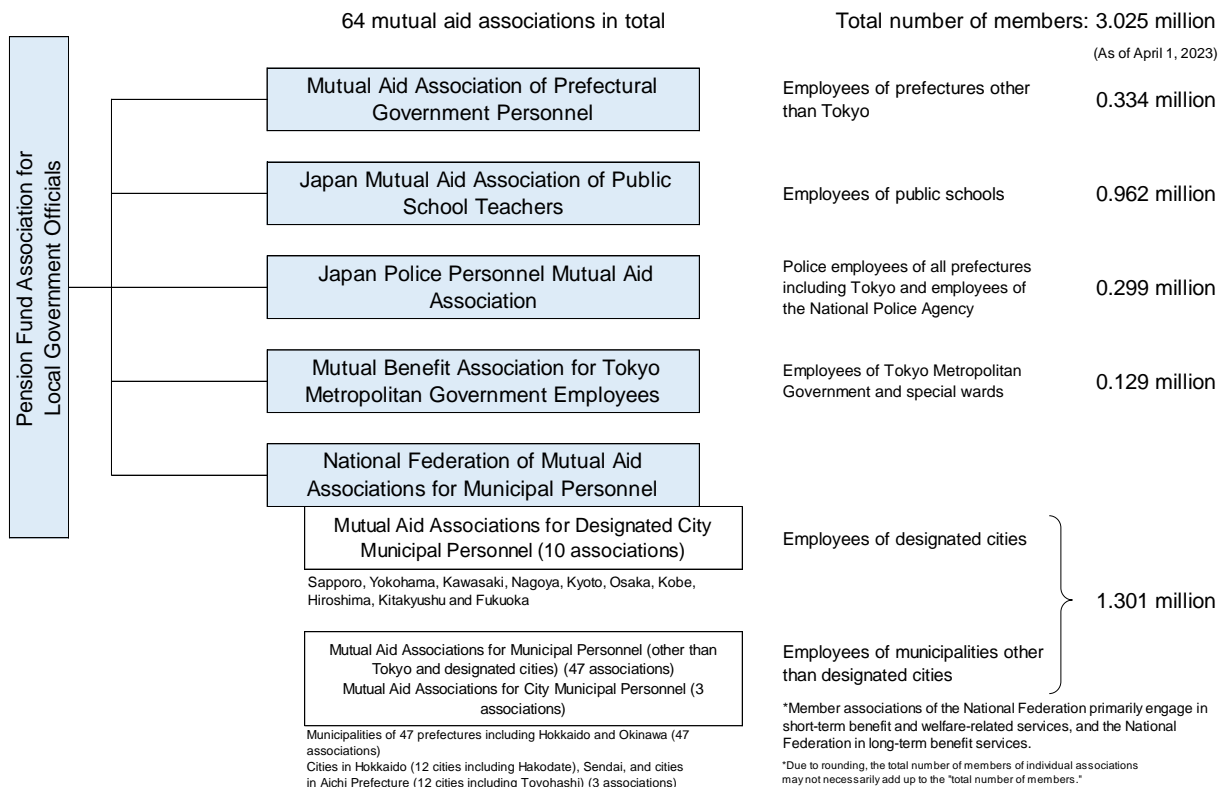 64 mutual aid associations in total
Total number of members: 3.025 million
(As of April 1, 2023)
Pension Fund Association for
Local Government Officials
Mutual Aid Association of Prefectural
Government Personnel
Employees of prefectures other
than Tokyo
0.334 million
Japan Mutual Aid Association of Public
School Teachers
Employees of public schools
0.962 million
Japan Police Personnel Mutual Aid
Association
Police employees of all prefectures
including Tokyo and employees of
the National Police Agency
0.299 million
Mutual Benefit Association for Tokyo
Metropolitan Government Employees
Employees of Tokyo Metropolitan
Government and special wards
0.129 million
National Federation of Mutual Aid
Associations for Municipal Personnel
Mutual Aid Associations for Designated City
Municipal Personnel (10 associations)
Employees of designated cities
Sapporo, Yokohama, Kawasaki, Nagoya, Kyoto, Osaka, Kobe,
Hiroshima, Kitakyushu and Fukuoka
1.301 million
Mutual Aid Associations for Municipal Personnel (other than
Tokyo and designated cities) (47 associations)
Mutual Aid Associations for City Municipal Personnel (3
associations)
Employees of municipalities other
than designated cities
Municipalities of 47 prefectures including Hokkaido and Okinawa (47
associations)
Cities in Hokkaido (12 cities including Hakodate), Sendai, and cities
in Aichi Prefecture (12 cities including Toyohashi) (3 associations)
*Member associations of the National Federation primarily engage in
short-term benefit and welfare-related services, and the National
Federation in long-term benefit services.
*Due to rounding, the total number of members of individual associations
may not necessarily add up to the "total number of members."